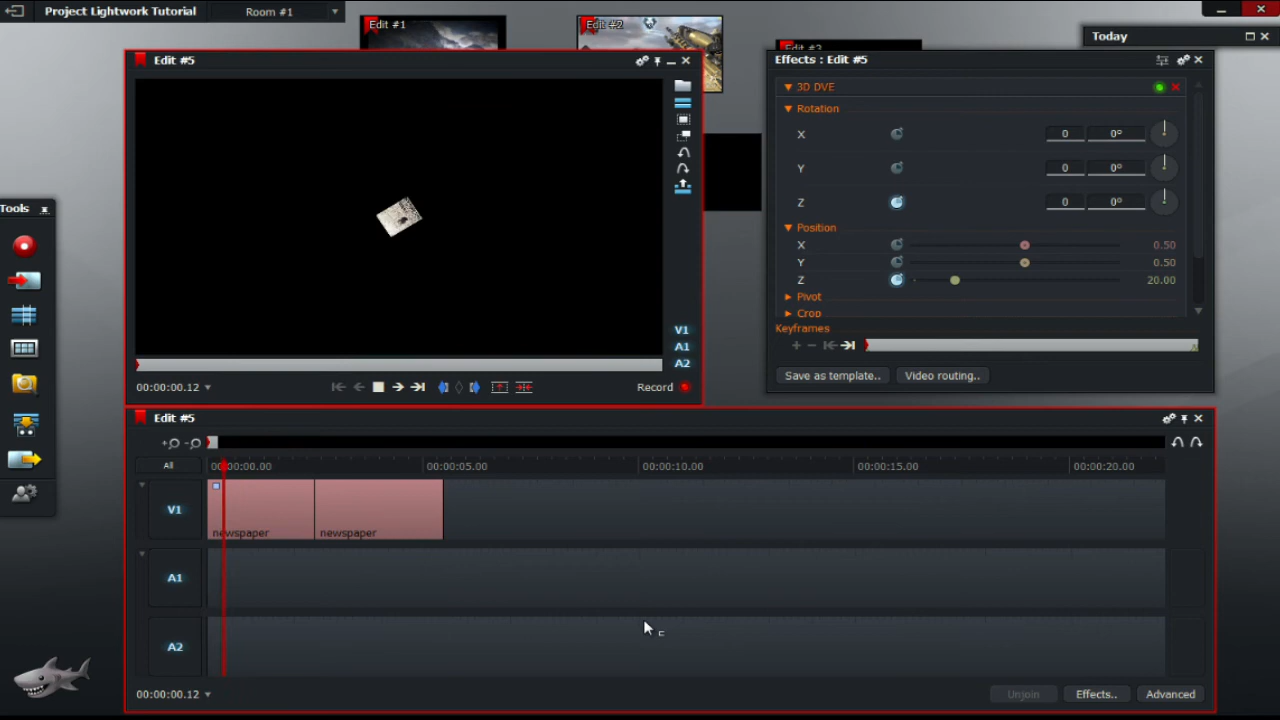 Project Lightwork Tutorial
Room #1
Edit #1
Edit #2
Edit #3
Today
Edit #5
V1
A1
A2
00:00:00.12
Record
Effects : Edit #5
3D DVE
Rotation
X 0 0°
Y 0 0°
Z 0 0°
Position
X 0.50
Y 0.50
Z 20.00
Pivot
Crop
Keyframes
Save as template..
Video routing..
Tools
Edit #5
All
00:00:00.00 00:00:05.00 00:00:10.00 00:00:15.00 00:00:20.00
V1
newspaper newspaper
A1
A2
00:00:00.12
Unjoin
Effects..
Advanced